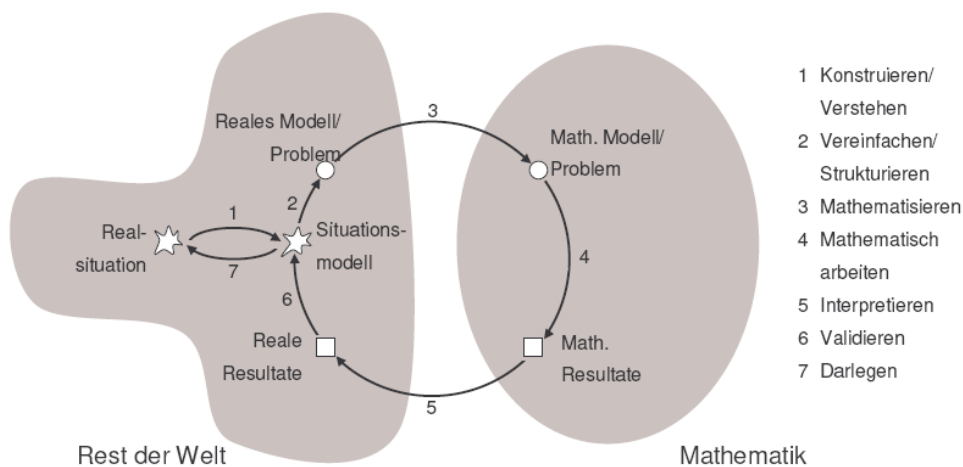 Reales Modell/
Problem
3
Math. Modell/
Problem
1
2
Real-
situation
Situations-
modell
7
4
6
Reale
Resultate
Math.
Resultate
5
Rest der Welt
Mathematik
1 Konstruieren/
Verstehen
2 Vereinfachen/
Strukturieren
3 Mathematisieren
4 Mathematisch
arbeiten
5 Interpretieren
6 Validieren
7 Darlegen